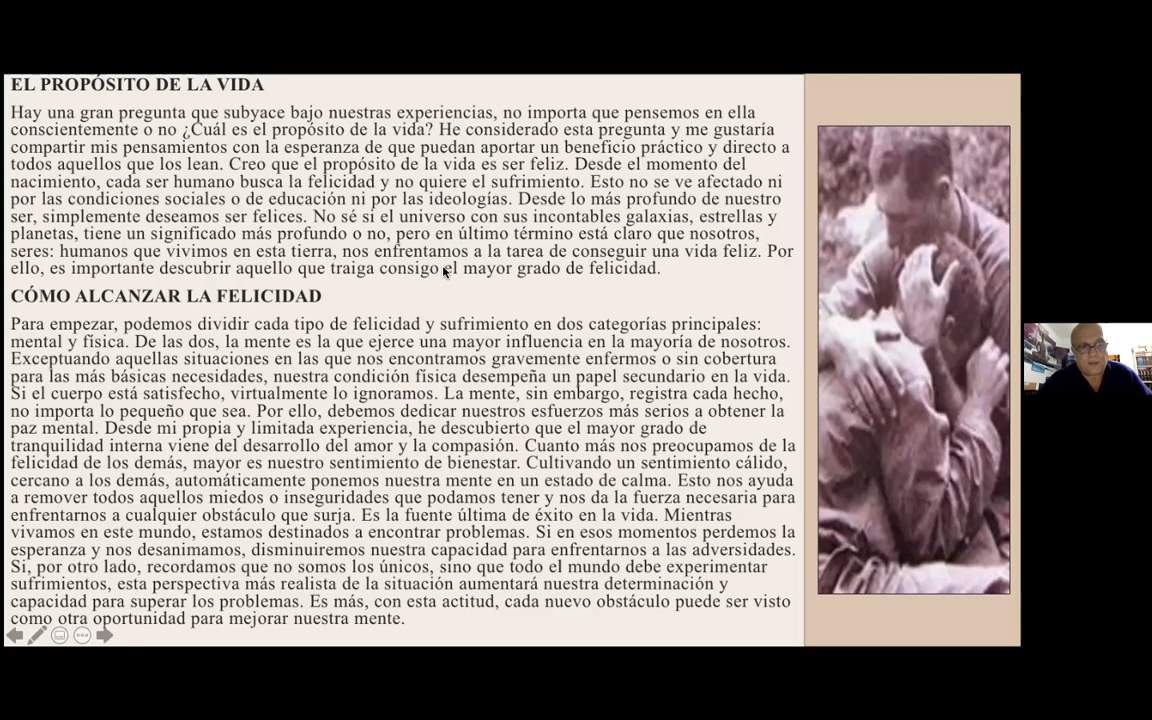 EL PROPÓSITO DE LA VIDA
Hay una gran pregunta que subyace bajo nuestras experiencias, no importa que pensemos en ella
conscientemente o no ¿Cuál es el propósito de la vida? He considerado esta pregunta y me gustaría
compartir mis pensamientos con la esperanza de que puedan aportar un beneficio práctico y directo a
todos aquellos que los lean. Creo que el propósito de la vida es ser feliz. Desde el momento del
nacimiento, cada ser humano busca la felicidad y no quiere el sufrimiento. Esto no se ve afectado ni
por las condiciones sociales o de educación ni por las ideologías. Desde lo más profundo de nuestro
ser, simplemente deseamos ser felices. No sé si el universo con sus incontables galaxias, estrellas y
planetas, tiene un significado más profundo o no, pero en último término está claro que nosotros,
seres: humanos que vivimos en esta tierra, nos enfrentamos a la tarea de conseguir una vida feliz. Por
ello, es importante descubrir aquello que traiga consigo el mayor grado de felicidad.
CÓMO ALCANZAR LA FELICIDAD
Para empezar, podemos dividir cada tipo de felicidad y sufrimiento en dos categorías principales:
mental y física. De las dos, la mente es la que ejerce una mayor influencia en la mayoría de nosotros.
Exceptuando aquellas situaciones en las que nos encontramos gravemente enfermos o sin cobertura
para las más básicas necesidades, nuestra condición física desempeña un papel secundario en la vida.
Si el cuerpo está satisfecho, virtualmente lo ignoramos. La mente, sin embargo, registra cada hecho,
no importa lo pequeño que sea. Por ello, debemos dedicar nuestros esfuerzos más serios a obtener la
paz mental. Desde mi propia y limitada experiencia, he descubierto que el mayor grado de
tranquilidad interna viene del desarrollo del amor y la compasión. Cuanto más nos preocupamos de la
felicidad de los demás, mayor es nuestro sentimiento de bienestar. Cultivando un sentimiento cálido,
cercano a los demás, automáticamente ponemos nuestra mente en un estado de calma. Esto nos ayuda
a remover todos aquellos miedos o inseguridades que podamos tener y nos da la fuerza necesaria para
enfrentarnos a cualquier obstáculo que surja. Es la fuente última de éxito en la vida. Mientras
vivamos en este mundo, estamos destinados a encontrar problemas. Si en esos momentos perdemos la
esperanza y nos desanimamos, disminuiremos nuestra capacidad para enfrentarnos a las adversidades.
Si, por otro lado, recordamos que no somos los únicos, sino que todo el mundo debe experimentar
sufrimientos, esta perspectiva más realista de la situación aumentará nuestra determinación y
capacidad para superar los problemas. Es más, con esta actitud, cada nuevo obstáculo puede ser visto
como otra oportunidad para mejorar nuestra mente.